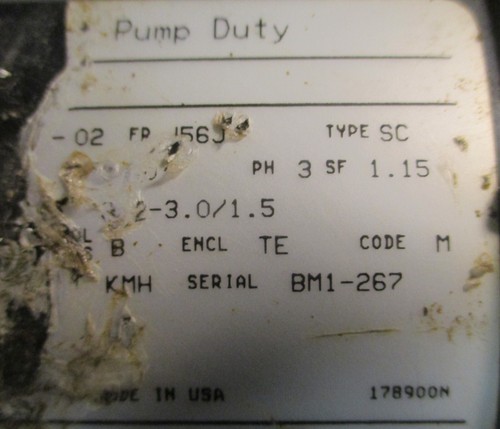 Pump Duty
-02 FR J56J TYPE SC
PH 3 SF 1.15
2-3.0/1.5
B ENCL TE CODE M
KMH SERIAL BM1-267
IN USA 178900N